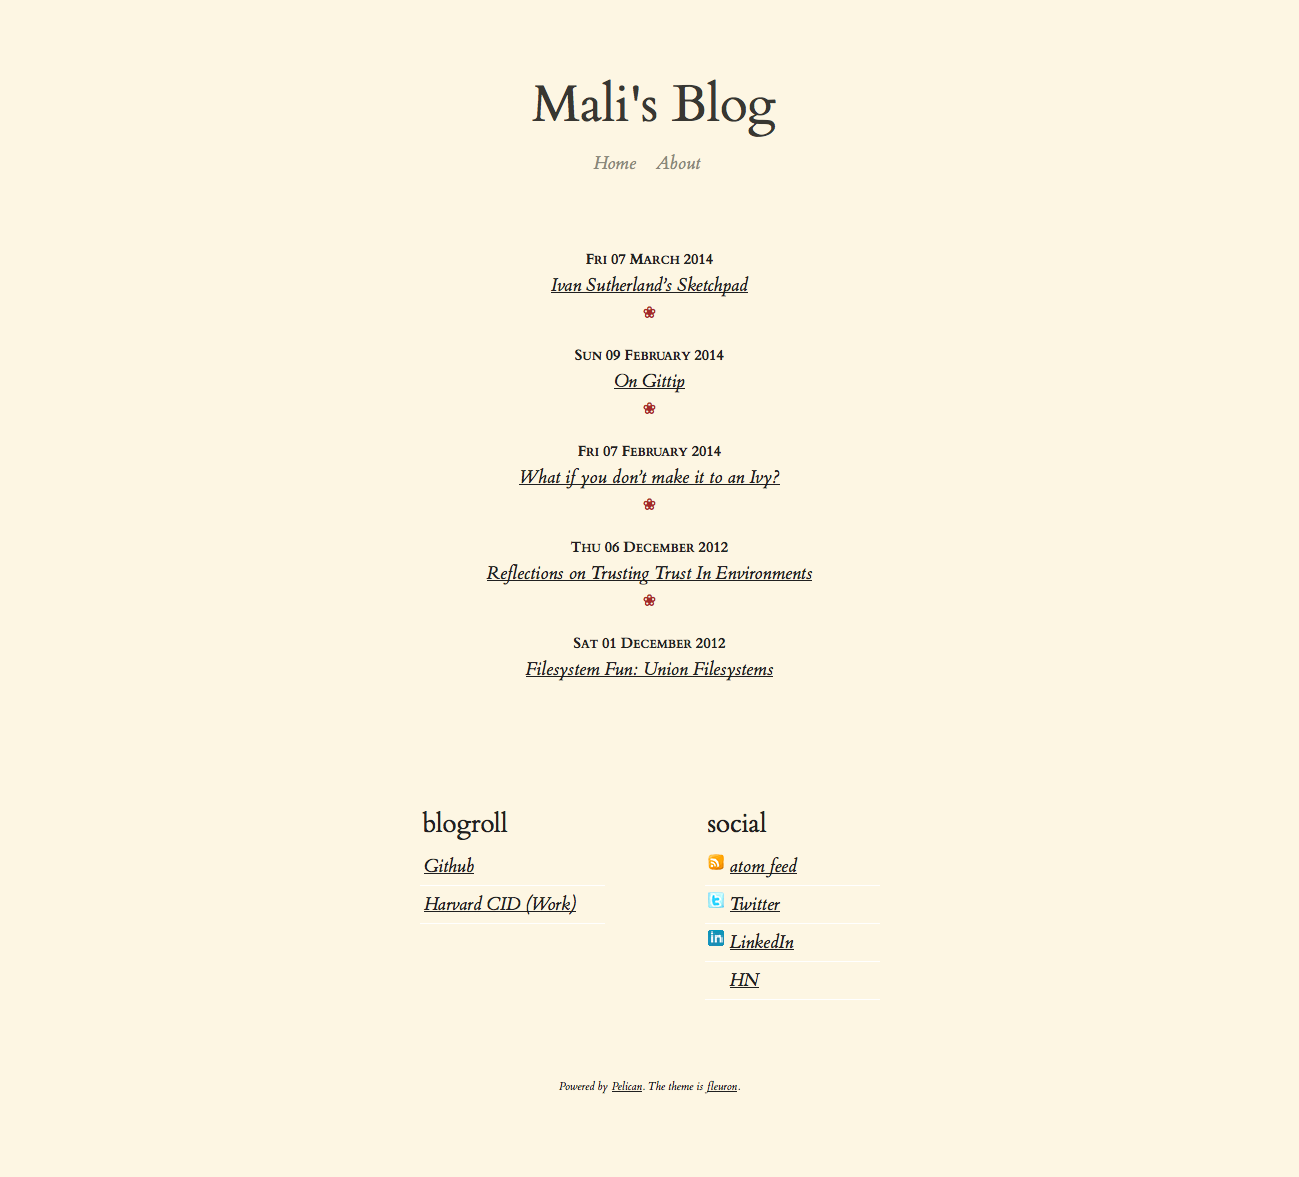 Mali's Blog
Home About
Fri 07 March 2014
Ivan Sutherland’s Sketchpad
Sun 09 February 2014
On Gittip
Fri 07 February 2014
What if you don’t make it to an Ivy?
Thu 06 December 2012
Reflections on Trusting Trust In Environments
Sat 01 December 2012
Filesystem Fun: Union Filesystems
blogroll
Github
Harvard CID (Work)
social
atom feed
Twitter
LinkedIn
HN
Powered by Pelican. The theme is fleuron.